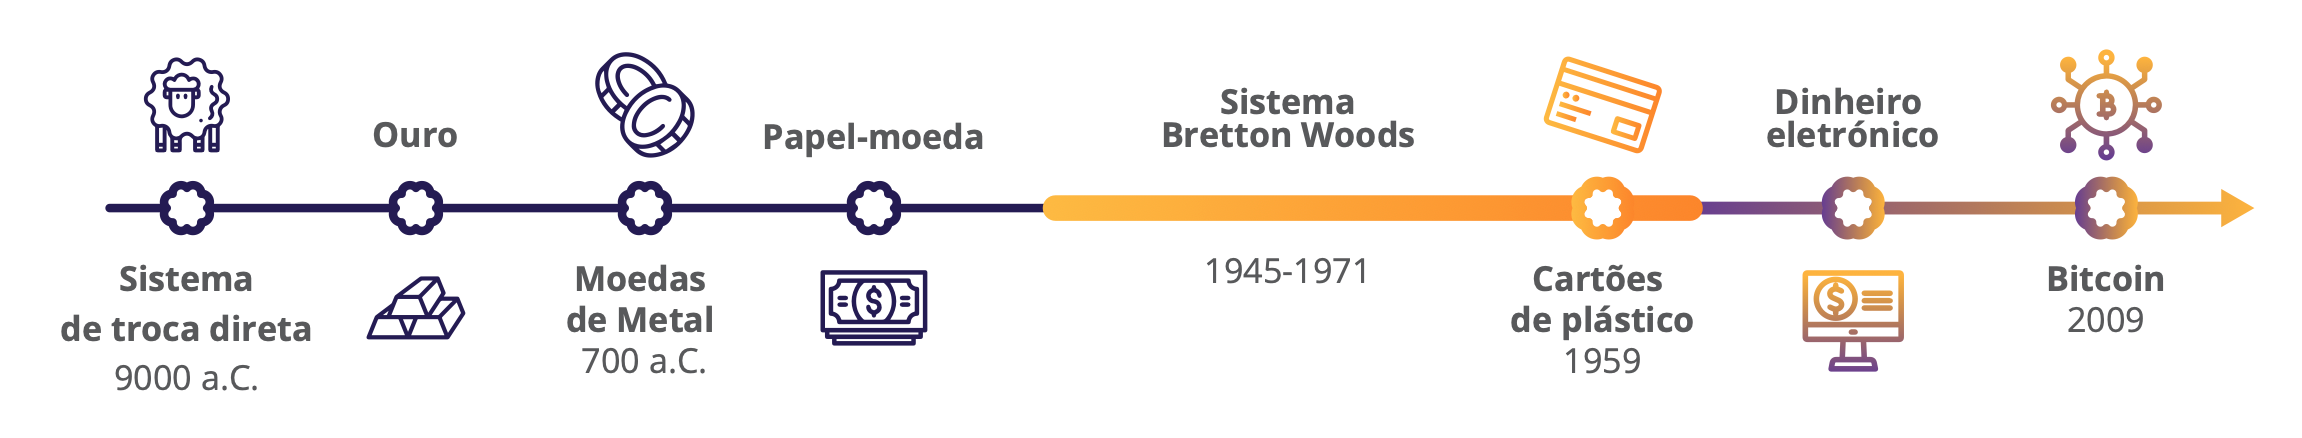 Sistema
de troca direta
9000 a.C.
Ouro
Moedas
de Metal
700 a.C.
Papel-moeda
$
Sistema
Bretton Woods
1945-1971
Cartões
de plástico
1959
Dinheiro
eletrónico
$
Bitcoin
2009